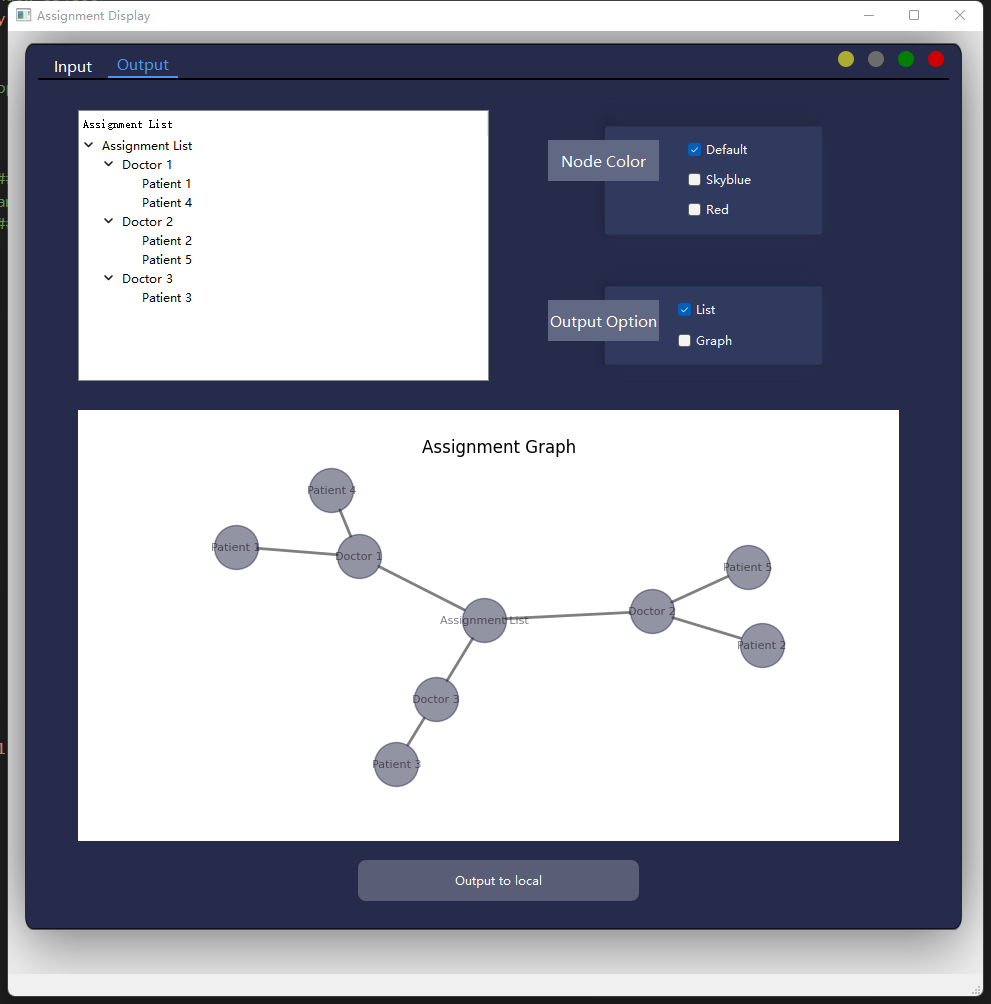 Assignment Display
Input Output
Assignment List
Assignment List
Doctor 1
Patient 1
Patient 4
Doctor 2
Patient 2
Patient 5
Doctor 3
Patient 3
Node Color
Default
Skyblue
Red
Output Option
List
Graph
Assignment Graph
Patient 4
Patient 1
Doctor 1
Patient 5
Doctor 2
Assignment List
Patient 2
Doctor 3
Patient 3
Output to local